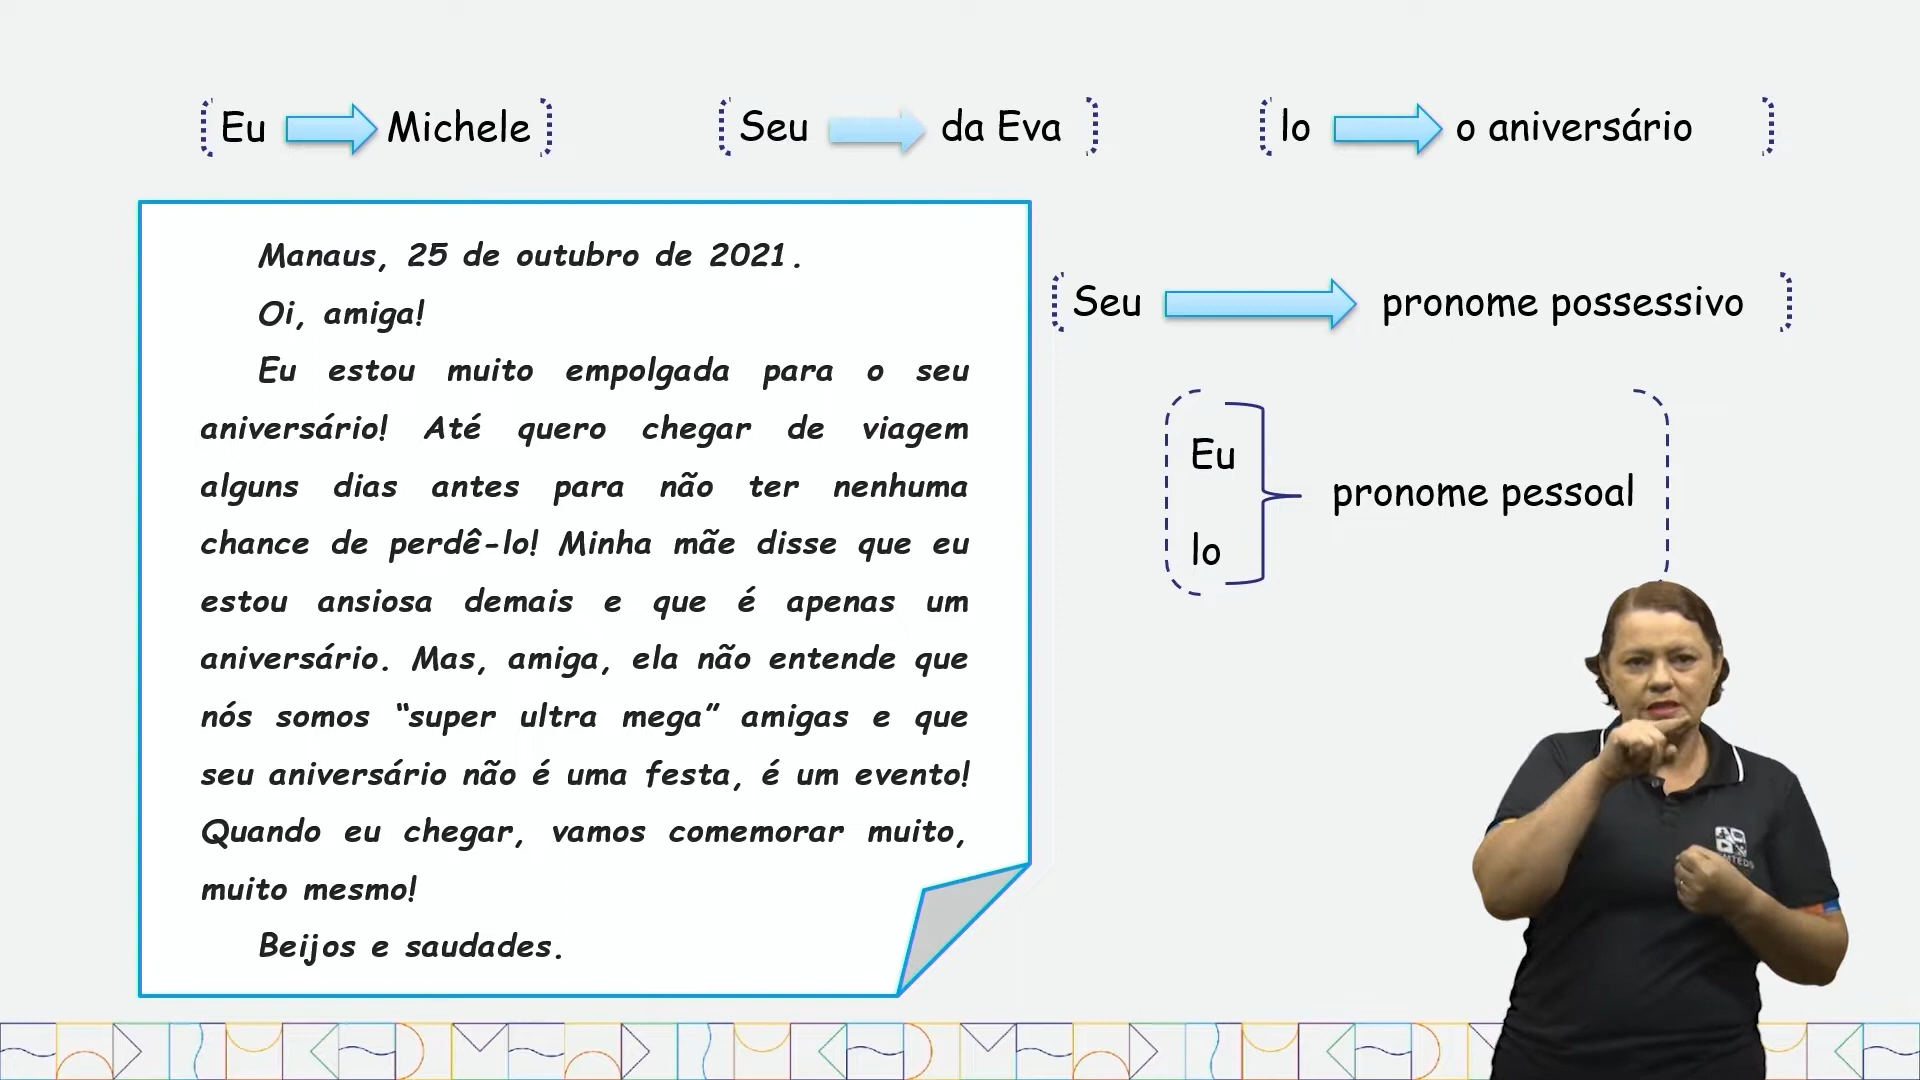 Eu Michele
Seu da Eva
lo o aniversário
Manaus, 25 de outubro de 2021.
Oi, amiga!
Eu estou muito empolgada para o seu
aniversário! Até quero chegar de viagem
alguns dias antes para não ter nenhuma
chance de perdê-lo! Minha mãe disse que eu
estou ansiosa demais e que é apenas um
aniversário. Mas, amiga, ela não entende que
nós somos “super ultra mega” amigas e que
seu aniversário não é uma festa, é um evento!
Quando eu chegar, vamos comemorar muito,
muito mesmo!
Beijos e saudades.
Seu pronome possessivo
Eu
lo
pronome pessoal